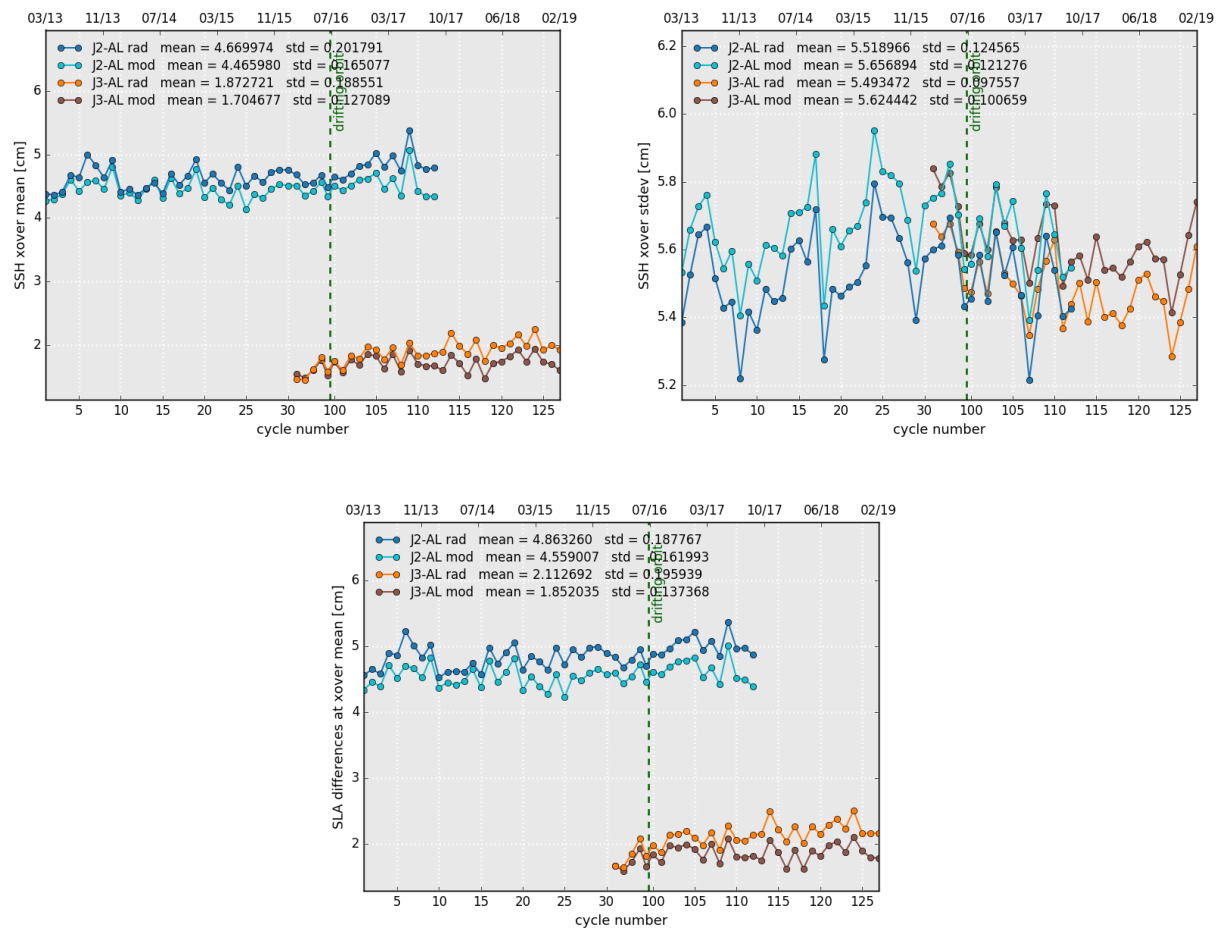 03/13 11/13 07/14 03/15 11/15 07/16 03/17 10/17 06/18 02/19
J2-AL rad mean = 4.669974 std = 0.201791
J2-AL mod mean = 4.465980 std = 0.165077
J3-AL rad mean = 1.872721 std = 0.188551
J3-AL mod mean = 1.704677 std = 0.127089
drifting orbit
SSH xover mean [cm]
6
5
4
3
2
5 10 15 20 25 30 100 105 110 115 120 125
cycle number
03/13 11/13 07/14 03/15 11/15 07/16 03/17 10/17 06/18 02/19
J2-AL rad mean = 5.518966 std = 0.124565
J2-AL mod mean = 5.656894 std = 0.121276
J3-AL rad mean = 5.493472 std = 0.097557
J3-AL mod mean = 5.624442 std = 0.100659
drifting orbit
SSH xover stdev [cm]
6.2
6.0
5.8
5.6
5.4
5.2
5 10 15 20 25 30 100 105 110 115 120 125
cycle number
03/13 11/13 07/14 03/15 11/15 07/16 03/17 10/17 06/18 02/19
J2-AL rad mean = 4.863260 std = 0.187767
J2-AL mod mean = 4.559007 std = 0.161993
J3-AL rad mean = 2.112692 std = 0.195939
J3-AL mod mean = 1.852035 std = 0.137368
drifting orbit
SLA differences at xover mean [cm]
6
5
4
3
2
5 10 15 20 25 30 100 105 110 115 120 125
cycle number